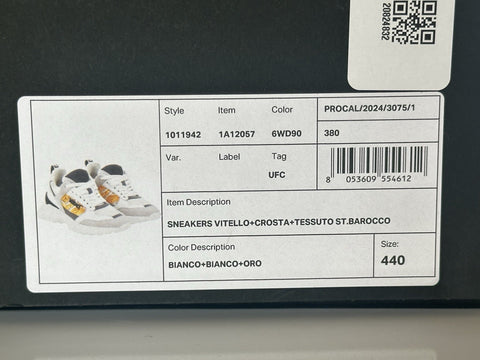 20824832
Style Item Color PROCAL/2024/3075/1
1011942 1A12057 6WD90 380
Var. Label Tag
UFC
8 053609 554612
Item Description
SNEAKERS VITELLO+CROSTA+TESSUTO ST.BAROCCO
Color Description Size:
BIANCO+BIANCO+ORO 440